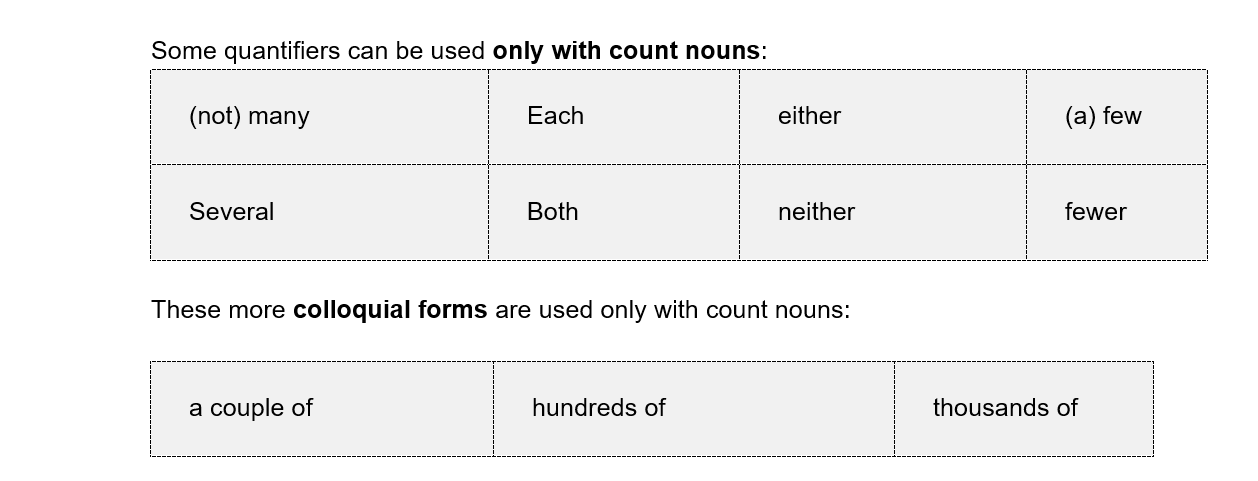 Some quantifiers can be used only with count nouns:
(not) many Each either (a) few
Several Both neither fewer
These more colloquial forms are used only with count nouns:
a couple of hundreds of thousands of